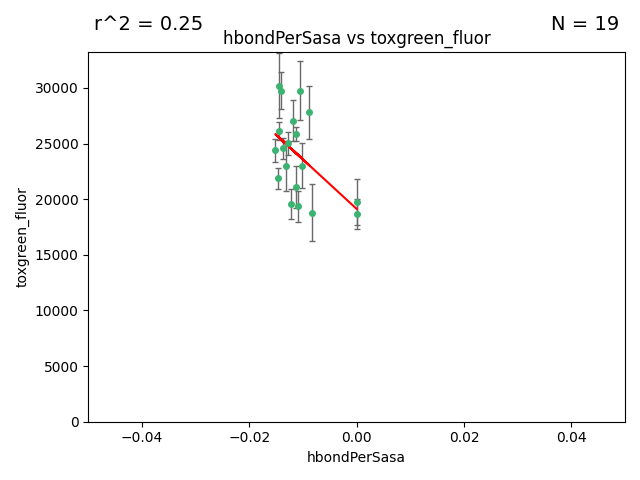 r^2 = 0.25
N = 19
hbondPerSasa vs toxgreen_fluor
toxgreen_fluor
30000
25000
20000
15000
10000
5000
0
−0.04
−0.02
0.00
0.02
0.04
hbondPerSasa